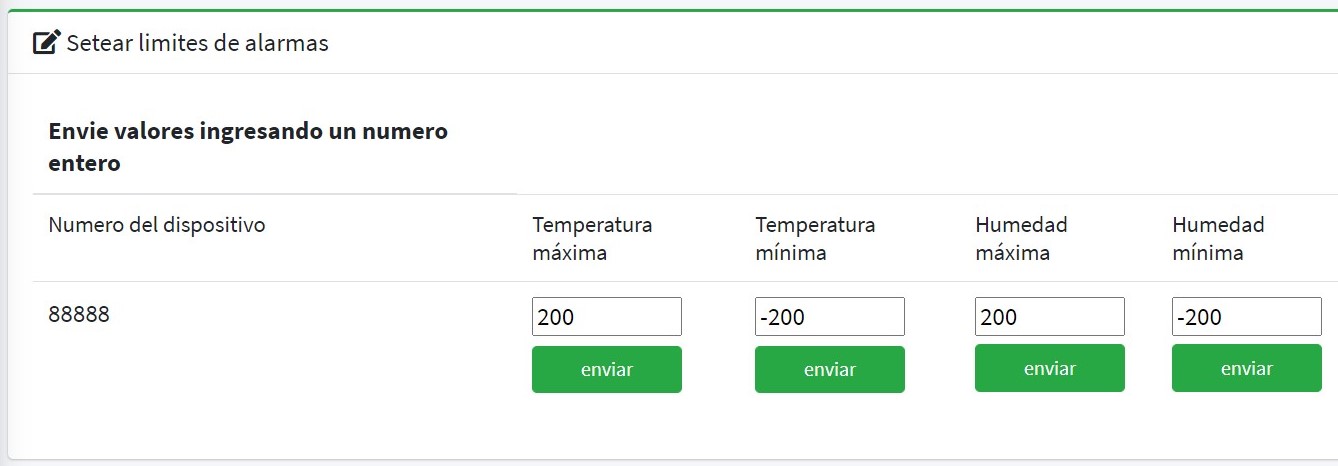 Setear limites de alarmas
Envie valores ingresando un numero
entero
Numero del dispositivo
Temperatura
máxima
Temperatura
mínima
Humedad
máxima
Humedad
mínima
88888
200
-200
200
-200
enviar
enviar
enviar
enviar